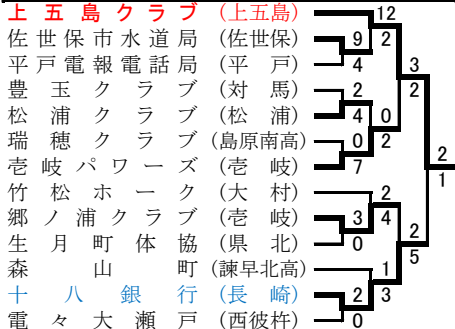 上五島クラブ (上五島) 12
佐世保市水道局 (佐世保) 9 2
平戸電報電話局 (平戸) 4 3
豊玉クラブ (対馬) 2 2
松浦クラブ (松浦) 4 0
瑞穂クラブ (島原南高) 0 2
壱岐パワーズ (壱岐) 7 2
竹松ホーク (大村) 2 1
郷ノ浦クラブ (壱岐) 3 4
生月町体協 (県北) 0 2
森山町 (諫早北高) 1 5
十八銀行 (長崎) 2 3
電々大瀬戸 (西彼杵) 0